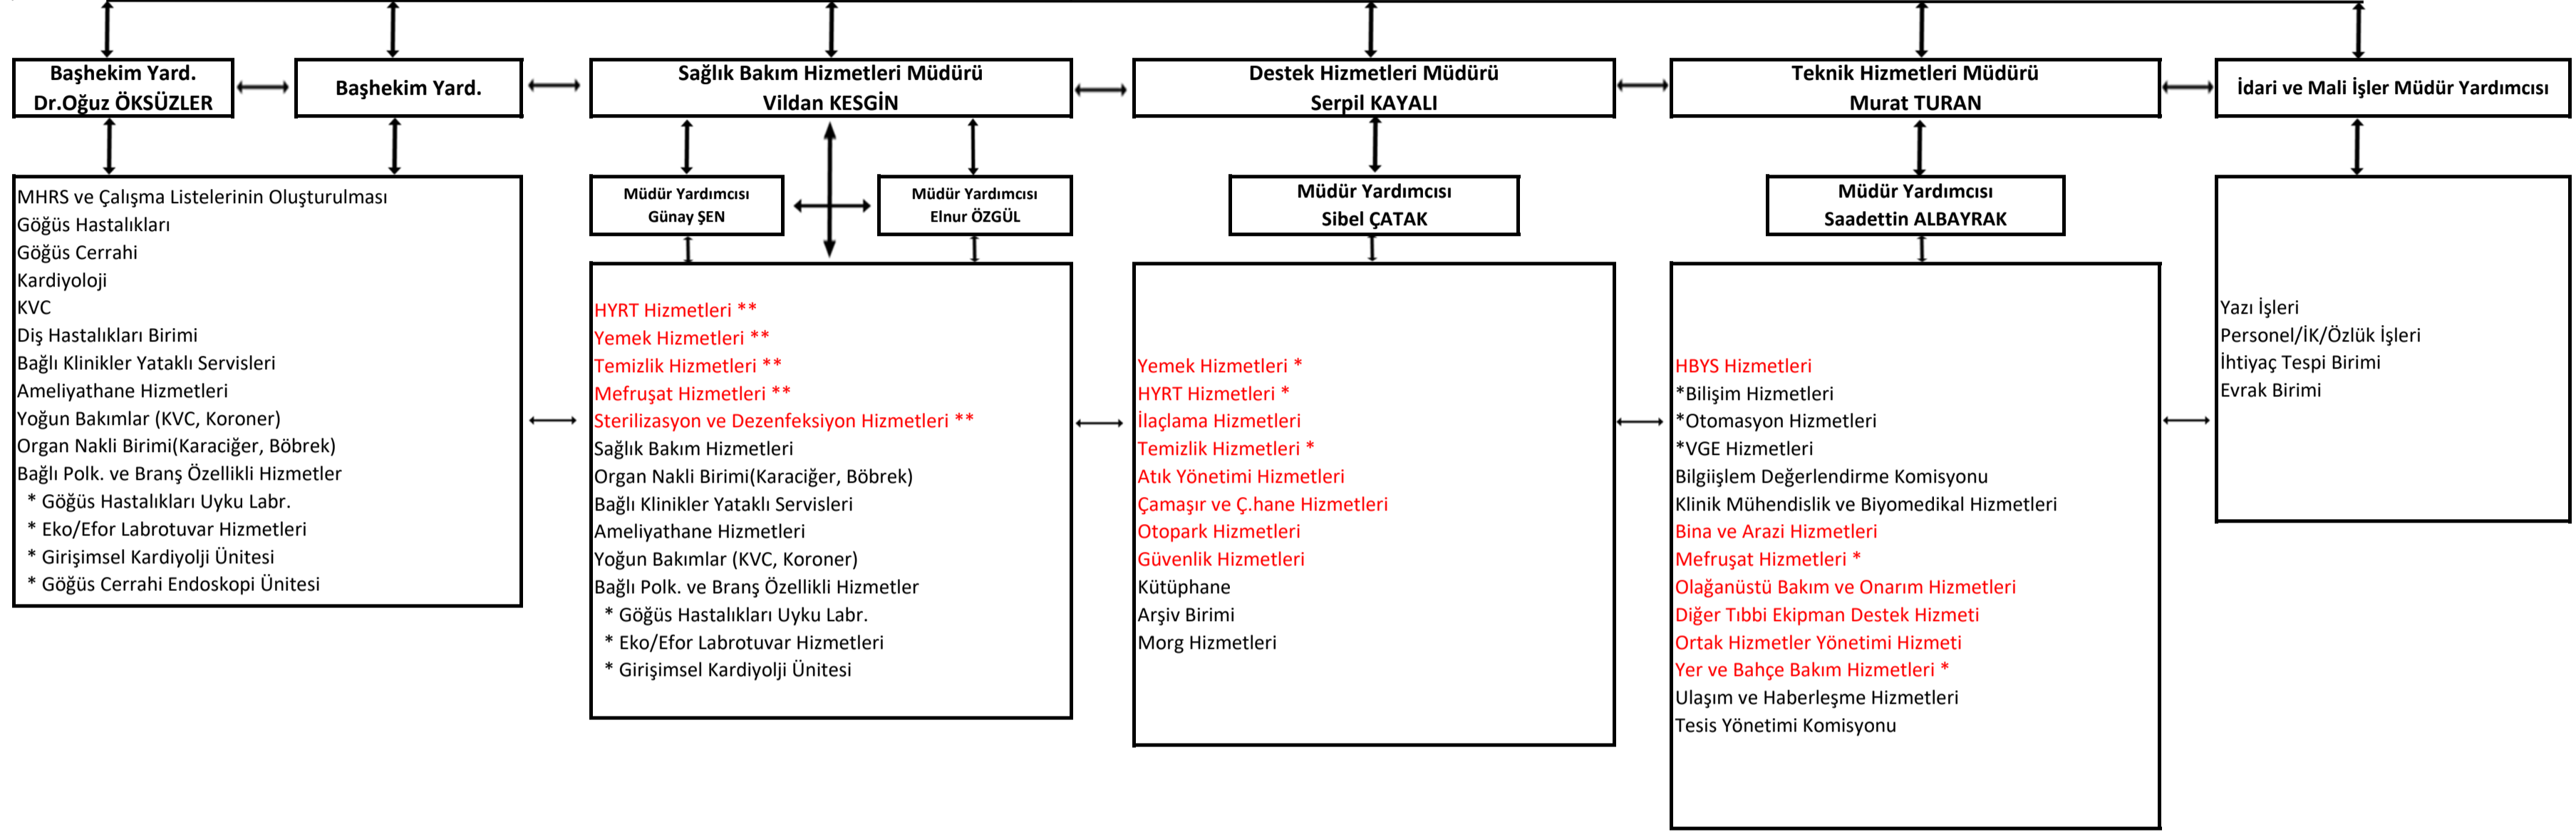 Başhekim Yard.
Dr.Oğuz ÖKSÜZLER
Başhekim Yard.
Sağlık Bakım Hizmetleri Müdürü
Vildan KESGİN
Destek Hizmetleri Müdürü
Serpil KAYALI
Teknik Hizmetleri Müdürü
Murat TURAN
İdari ve Mali İşler Müdür Yardımcısı
Müdür Yardımcısı
Günay ŞEN
Müdür Yardımcısı
Elnur ÖZGÜL
Müdür Yardımcısı
Sibel ÇATAK
Müdür Yardımcısı
Saadettin ALBAYRAK
MHRS ve Çalışma Listelerinin Oluşturulması
Göğüs Hastalıkları
Göğüs Cerrahi
Kardiyoloji
KVC
Diş Hastalıkları Birimi
Bağlı Klinikler Yataklı Servisleri
Ameliyathane Hizmetleri
Yoğun Bakımlar (KVC, Koroner)
Organ Nakli Birimi(Karaciğer, Böbrek)
Bağlı Polk. ve Branş Özellikli Hizmetler
* Göğüs Hastalıkları Uyku Labr.
* Eko/Efor Labrotuvar Hizmetleri
* Girişimsel Kardiyolji Ünitesi
* Göğüs Cerrahi Endoskopi Ünitesi
HYRT Hizmetleri **
Yemek Hizmetleri **
Temizlik Hizmetleri **
Mefruşat Hizmetleri **
Sterilizasyon ve Dezenfeksiyon Hizmetleri **
Sağlık Bakım Hizmetleri
Organ Nakli Birimi(Karaciğer, Böbrek)
Bağlı Klinikler Yataklı Servisleri
Ameliyathane Hizmetleri
Yoğun Bakımlar (KVC, Koroner)
Bağlı Polk. ve Branş Özellikli Hizmetler
* Göğüs Hastalıkları Uyku Labr.
* Eko/Efor Labrotuvar Hizmetleri
* Girişimsel Kardiyolji Ünitesi
Yemek Hizmetleri *
HYRT Hizmetleri *
İlaçlama Hizmetleri
Temizlik Hizmetleri *
Atık Yönetimi Hizmetleri
Çamaşır ve Ç.hane Hizmetleri
Otopark Hizmetleri
Güvenlik Hizmetleri
Kütüphane
Arşiv Birimi
Morg Hizmetleri
HBYS Hizmetleri
*Bilişim Hizmetleri
*Otomasyon Hizmetleri
*VGE Hizmetleri
Bilgiişlem Değerlendirme Komisyonu
Klinik Mühendislik ve Biyomedikal Hizmetleri
Bina ve Arazi Hizmetleri
Mefruşat Hizmetleri *
Olağanüstü Bakım ve Onarım Hizmetleri
Diğer Tıbbi Ekipman Destek Hizmeti
Ortak Hizmetler Yönetimi Hizmeti
Yer ve Bahçe Bakım Hizmetleri *
Ulaşım ve Haberleşme Hizmetleri
Tesis Yönetimi Komisyonu
Yazı İşleri
Personel/İK/Özlük İşleri
İhtiyaç Tespi Birimi
Evrak Birimi